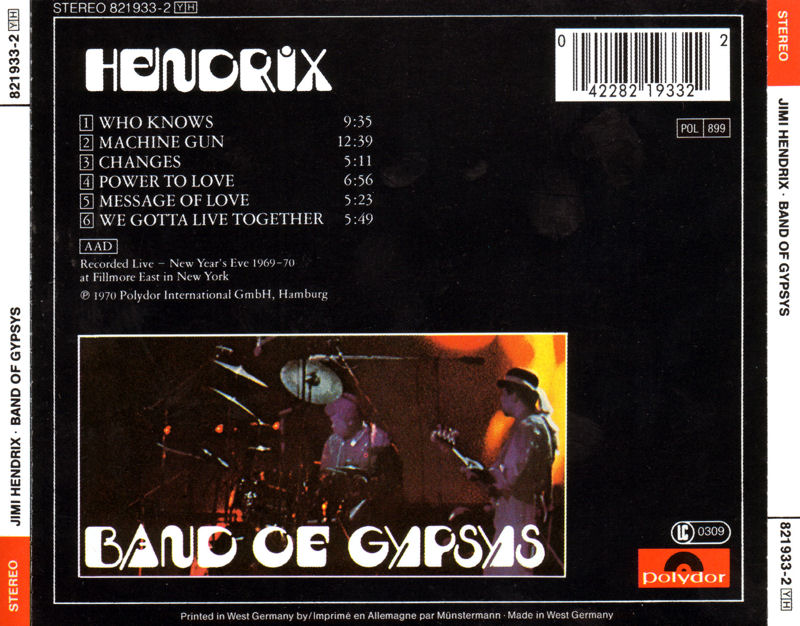 STEREO 821933-2 Y H
HENDRIX
0 42282 19332 2
POL 899
1 WHO KNOWS 9:35
2 MACHINE GUN 12:39
3 CHANGES 5:11
4 POWER TO LOVE 6:56
5 MESSAGE OF LOVE 5:23
6 WE GOTTA LIVE TOGETHER 5:49
AAD
Recorded Live – New Year's Eve 1969–70
at Fillmore East in New York
℗ 1970 Polydor International GmbH, Hamburg
BAND OF GYPSYS
LC 0309
polydor
Printed in West Germany by/Imprimé en Allemagne par Münstermann · Made in West Germany
STEREO JIMI HENDRIX · BAND OF GYPSYS 821933-2 Y H
STEREO JIMI HENDRIX · BAND OF GYPSYS 821933-2 Y H